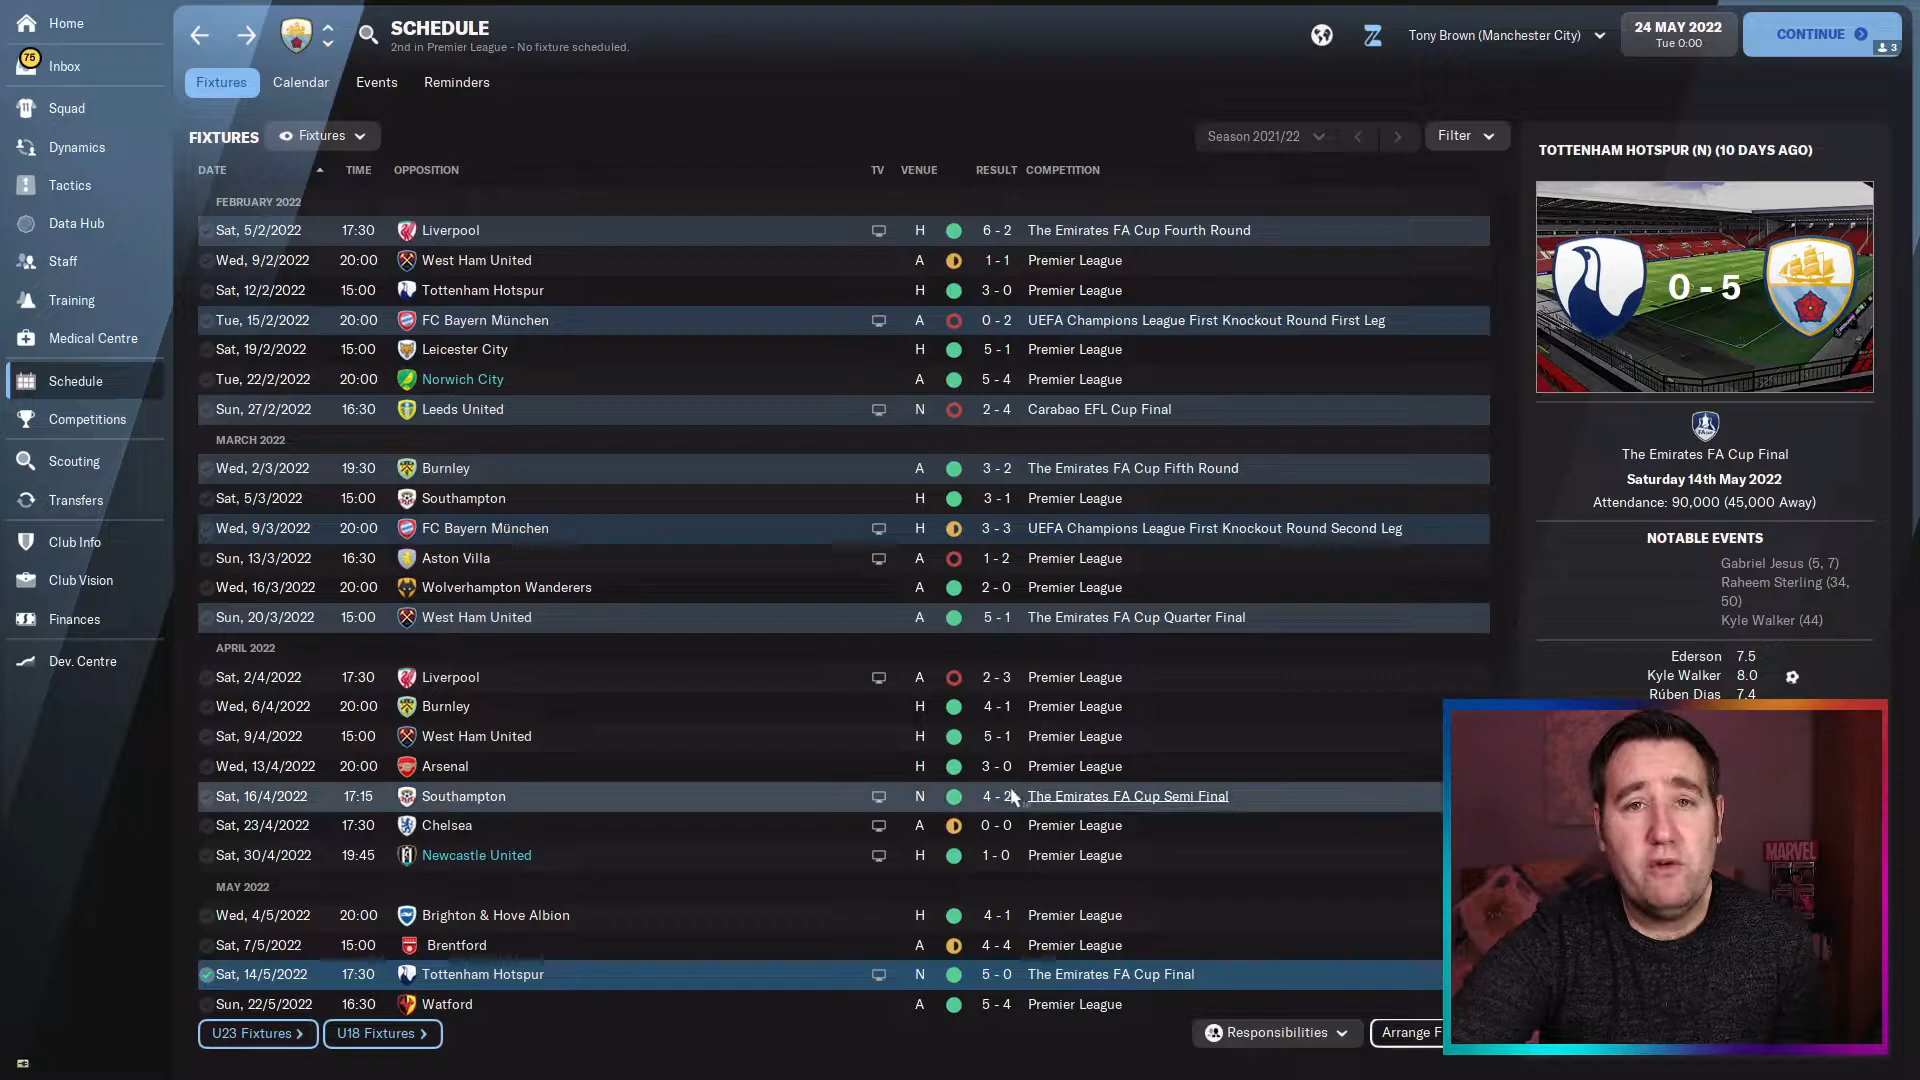 Home
75
Inbox
Squad
Dynamics
Tactics
Data Hub
Staff
Training
Medical Centre
Schedule
Competitions
Scouting
Transfers
Club Info
Club Vision
Finances
Dev. Centre
SCHEDULE
2nd in Premier League - No fixture scheduled.
Tony Brown (Manchester City)
24 MAY 2022
Tue 0:00
CONTINUE
3
Fixtures Calendar Events Reminders
FIXTURES Fixtures
Season 2021/22 Filter
DATE TIME OPPOSITION TV VENUE RESULT COMPETITION
FEBRUARY 2022
Sat, 5/2/2022 17:30 Liverpool H 6 - 2 The Emirates FA Cup Fourth Round
Wed, 9/2/2022 20:00 West Ham United A 1 - 1 Premier League
Sat, 12/2/2022 15:00 Tottenham Hotspur H 3 - 0 Premier League
Tue, 15/2/2022 20:00 FC Bayern München A 0 - 2 UEFA Champions League First Knockout Round First Leg
Sat, 19/2/2022 15:00 Leicester City H 5 - 1 Premier League
Tue, 22/2/2022 20:00 Norwich City A 5 - 4 Premier League
Sun, 27/2/2022 16:30 Leeds United N 2 - 4 Carabao EFL Cup Final
MARCH 2022
Wed, 2/3/2022 19:30 Burnley A 3 - 2 The Emirates FA Cup Fifth Round
Sat, 5/3/2022 15:00 Southampton H 3 - 1 Premier League
Wed, 9/3/2022 20:00 FC Bayern München H 3 - 3 UEFA Champions League First Knockout Round Second Leg
Sun, 13/3/2022 16:30 Aston Villa A 1 - 2 Premier League
Wed, 16/3/2022 20:00 Wolverhampton Wanderers A 2 - 0 Premier League
Sun, 20/3/2022 15:00 West Ham United A 5 - 1 The Emirates FA Cup Quarter Final
APRIL 2022
Sat, 2/4/2022 17:30 Liverpool A 2 - 3 Premier League
Wed, 6/4/2022 20:00 Burnley H 4 - 1 Premier League
Sat, 9/4/2022 15:00 West Ham United H 5 - 1 Premier League
Wed, 13/4/2022 20:00 Arsenal H 3 - 0 Premier League
Sat, 16/4/2022 17:15 Southampton N 4 - 2 The Emirates FA Cup Semi Final
Sat, 23/4/2022 17:30 Chelsea A 0 - 0 Premier League
Sat, 30/4/2022 19:45 Newcastle United H 1 - 0 Premier League
MAY 2022
Wed, 4/5/2022 20:00 Brighton & Hove Albion H 4 - 1 Premier League
Sat, 7/5/2022 15:00 Brentford A 4 - 4 Premier League
Sat, 14/5/2022 17:30 Tottenham Hotspur N 5 - 0 The Emirates FA Cup Final
Sun, 22/5/2022 16:30 Watford A 5 - 4 Premier League
U23 Fixtures U18 Fixtures Responsibilities Arrange F
TOTTENHAM HOTSPUR (N) (10 DAYS AGO)
0 - 5
The Emirates FA Cup Final
Saturday 14th May 2022
Attendance: 90,000 (45,000 Away)
NOTABLE EVENTS
Gabriel Jesus (5, 7)
Raheem Sterling (34,
50)
Kyle Walker (44)
Ederson 7.5
Kyle Walker 8.0
Rúben Dias 7.4
MARVEL